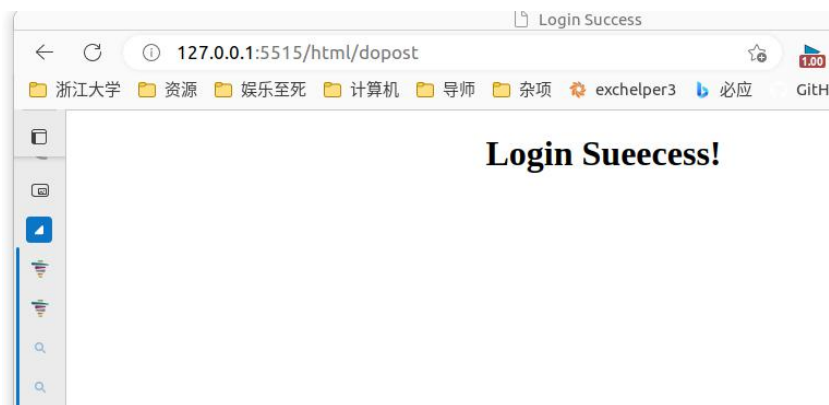 Login Success
127.0.0.1:5515/html/dopost
1.00
浙江大学 资源 娱乐至死 计算机 导师 杂项 exchelper3 必应 GitH
Login Sueecess!